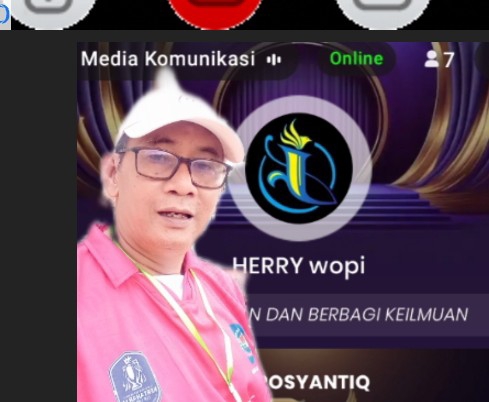 Media Komunikasi
Online
7
HERRY wopi
N DAN BERBAGI KEILMUAN
OSYANTIQ